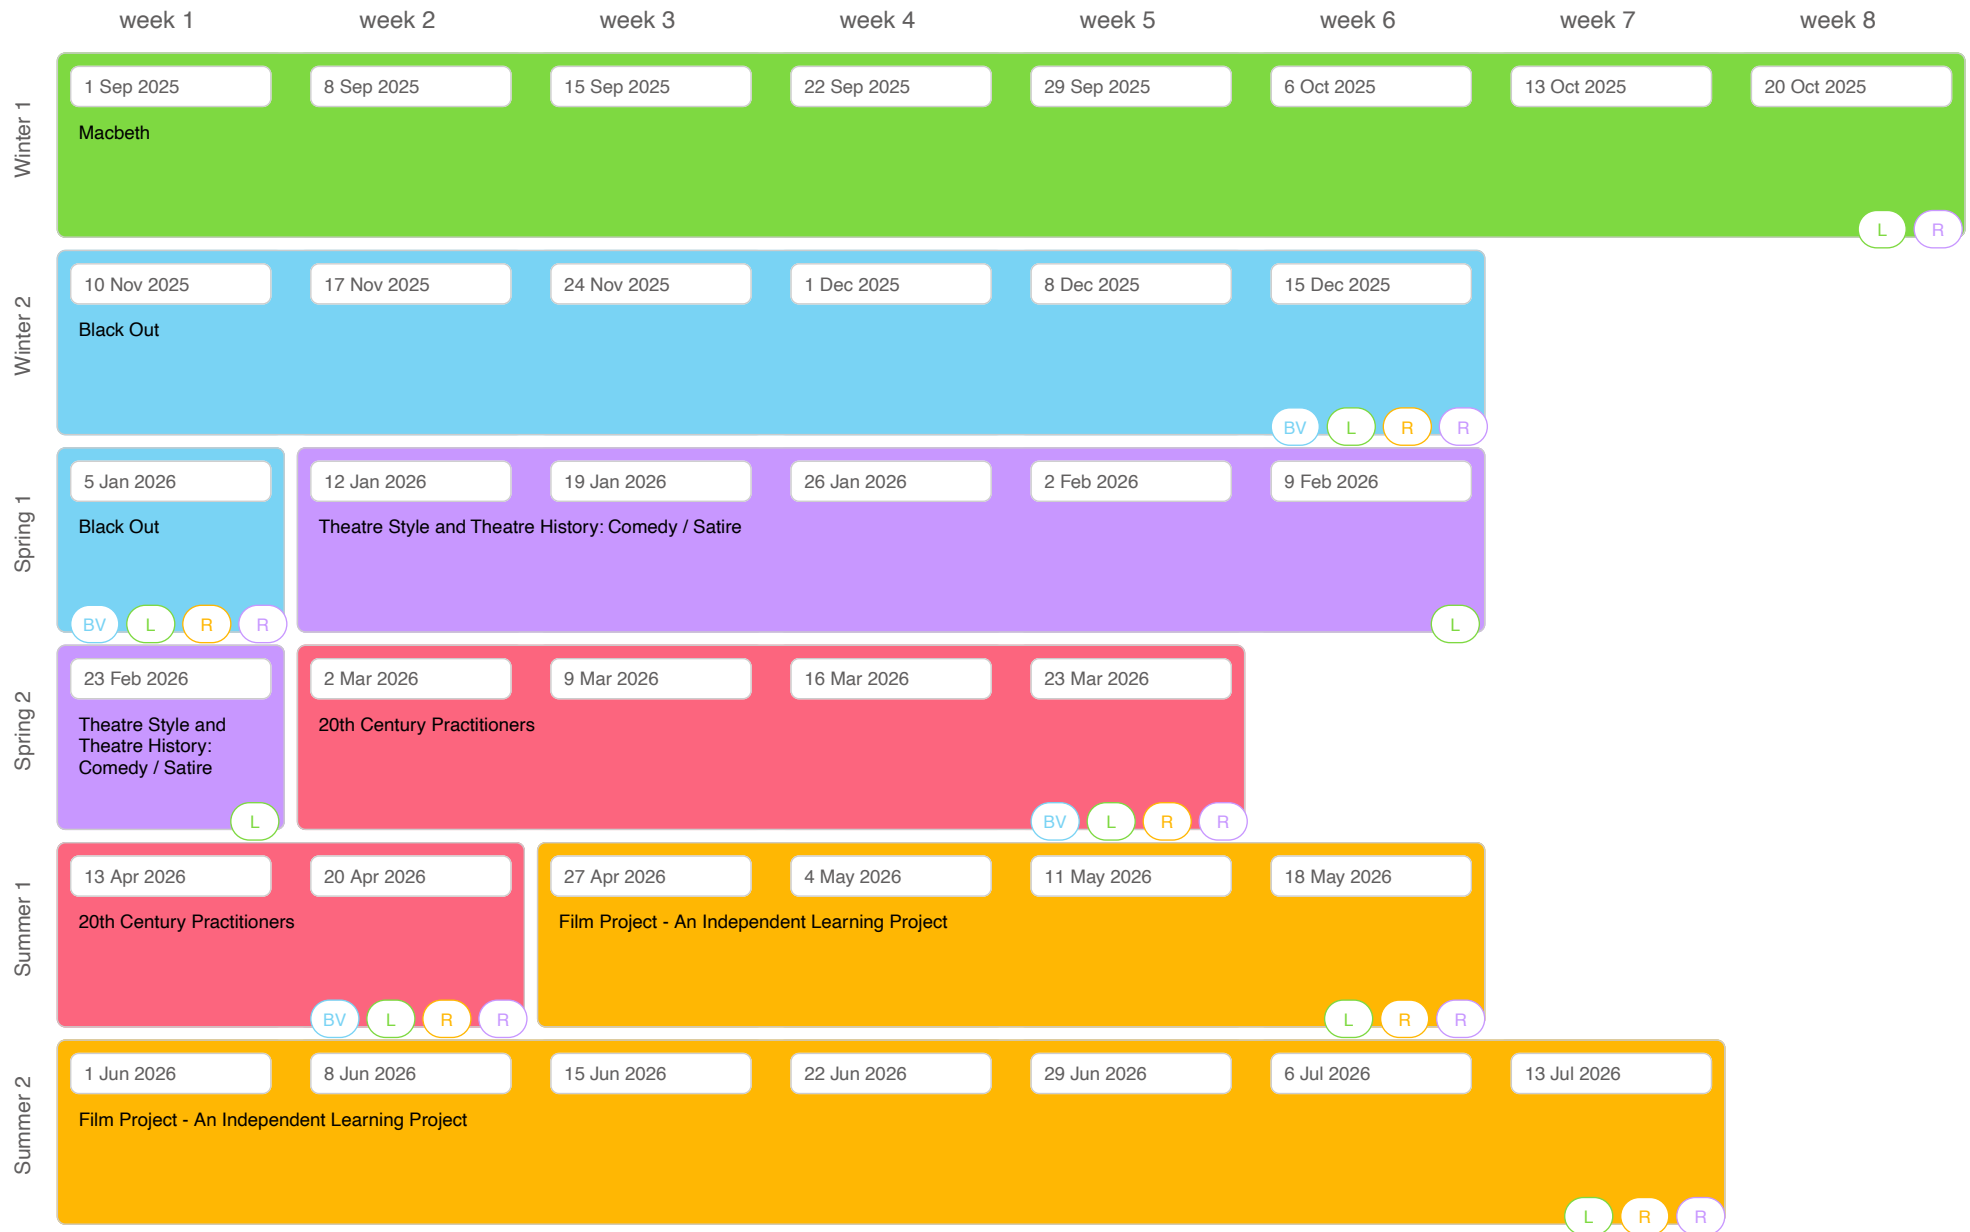 week 1 week 2 week 3 week 4 week 5 week 6 week 7 week 8
Winter 1
1 Sep 2025 8 Sep 2025 15 Sep 2025 22 Sep 2025 29 Sep 2025 6 Oct 2025 13 Oct 2025 20 Oct 2025
Macbeth
L R
Winter 2
10 Nov 2025 17 Nov 2025 24 Nov 2025 1 Dec 2025 8 Dec 2025 15 Dec 2025
Black Out
BV L R R
Spring 1
5 Jan 2026 12 Jan 2026 19 Jan 2026 26 Jan 2026 2 Feb 2026 9 Feb 2026
Black Out Theatre Style and Theatre History: Comedy / Satire
BV L R R L
Spring 2
23 Feb 2026 2 Mar 2026 9 Mar 2026 16 Mar 2026 23 Mar 2026
Theatre Style and
Theatre History:
Comedy / Satire
20th Century Practitioners
L BV L R R
Summer 1
13 Apr 2026 20 Apr 2026 27 Apr 2026 4 May 2026 11 May 2026 18 May 2026
20th Century Practitioners Film Project - An Independent Learning Project
BV L R R L R R
Summer 2
1 Jun 2026 8 Jun 2026 15 Jun 2026 22 Jun 2026 29 Jun 2026 6 Jul 2026 13 Jul 2026
Film Project - An Independent Learning Project
L R R